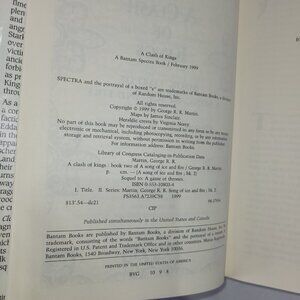 A Clash of Kings
A Bantam Spectra Book / February 1999
SPECTRA and the portrayal of a boxed "s" are trademarks of Bantam Books, a division
of Random House, Inc.
All rights reserved.
Copyright © 1999 by George R. R. Martin.
Maps by James Sinclair.
Heraldic crests by Virginia Norey.
No part of this book may be reproduced or transmitted in any form or by any means,
electronic or mechanical, including photocopying, recording, or by any information
storage and retrieval system, without permission in writing from the publisher.
For information address: Bantam Books.
Library of Congress Cataloging-in-Publication Data
Martin, George R. R.
A clash of kings : book two of A song of ice and fire / George R. R. Martin.
p. cm. — (A song of ice and fire ; bk. 2)
Sequel to: A game of thrones.
ISBN 0-553-10803-4
I. Title. II. Series: Martin, George R. R. Song of ice and fire ; bk. 2.
PS3563.A7239C58 1999
813'.54—dc21
CIP
Published simultaneously in the United States and Canada
Bantam Books are published by Bantam Books, a division of Random House, Inc. Its
trademark, consisting of the words "Bantam Books" and the portrayal of a rooster, is
U.S. Patent and Trademark Office and in other countries. Marca Registrada.
Bantam Books, 1540 Broadway, New York, New York 10036.
PRINTED IN THE UNITED STATES OF AMERICA
BVG 10 9 8